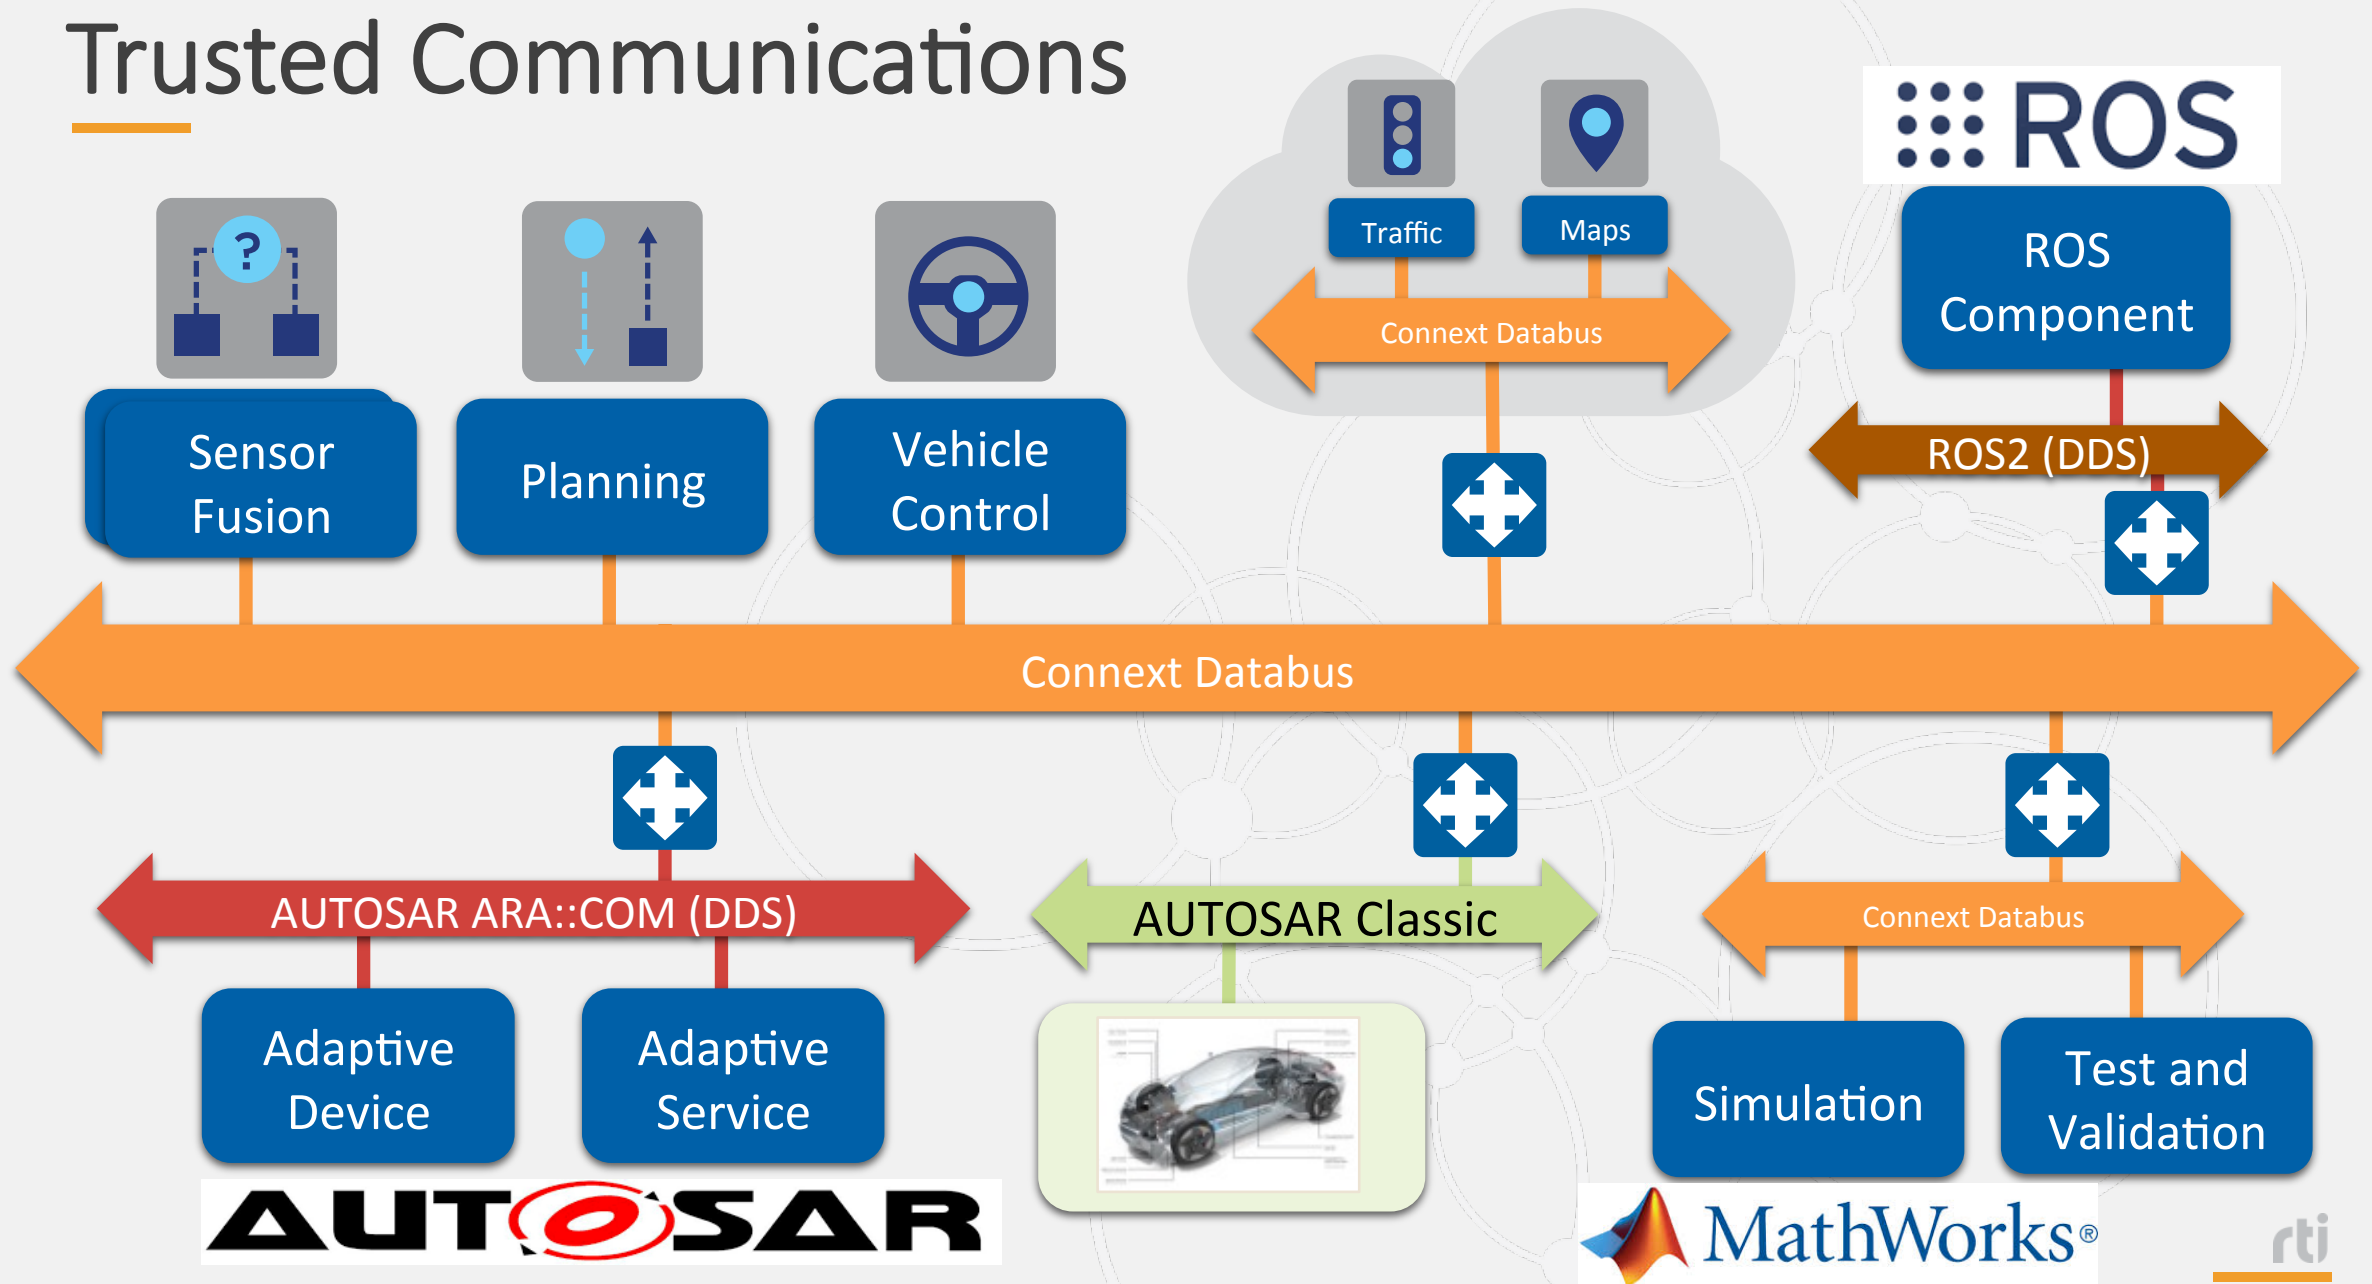 Trusted Communications
ROS
?
Traffic
Maps
Connext Databus
ROS
Component
ROS2 (DDS)
Sensor
Fusion
Planning
Vehicle
Control
Connext Databus
AUTOSAR ARA::COM (DDS)
AUTOSAR Classic
Connext Databus
Adaptive
Device
Adaptive
Service
Simulation
Test and
Validation
AUTOSAR
MathWorks®
rti